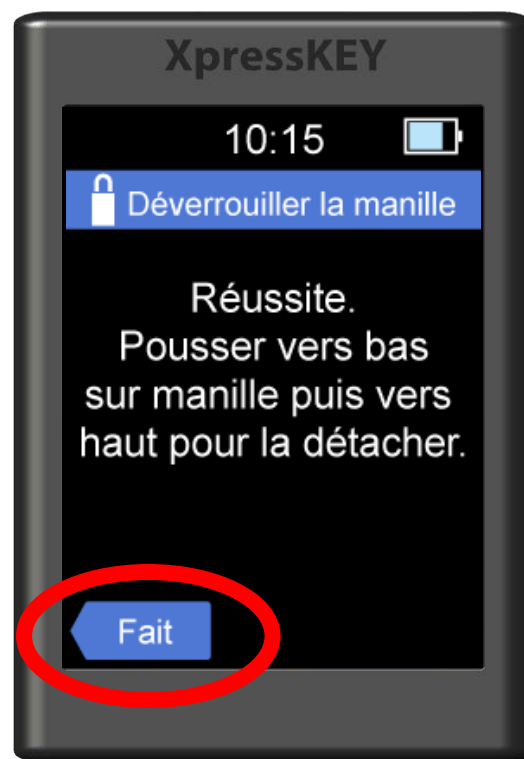 XpressKEY
10:15
Déverrouiller la manille
Réussite.
Pousser vers bas
sur manille puis vers
haut pour la détacher.
Fait